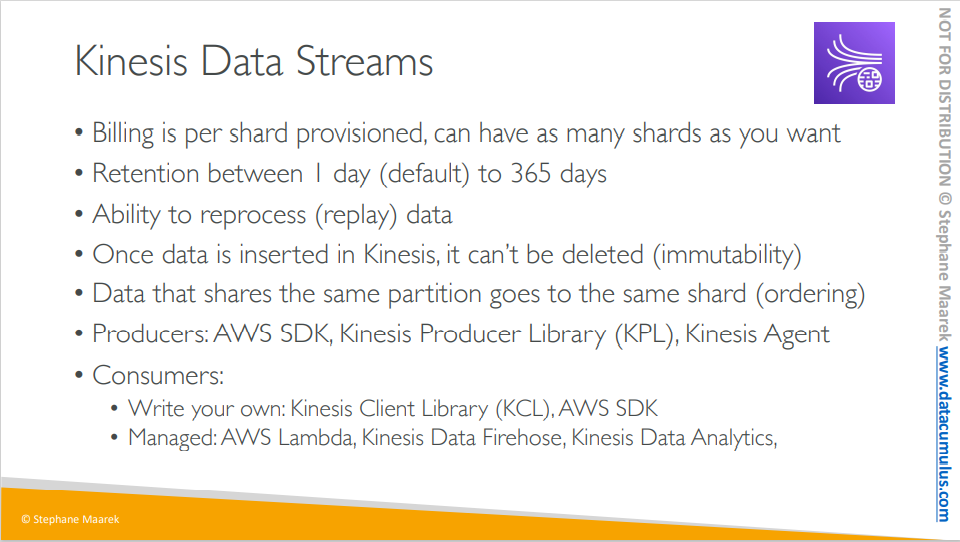 Kinesis Data Streams
• Billing is per shard provisioned, can have as many shards as you want
• Retention between 1 day (default) to 365 days
• Ability to reprocess (replay) data
• Once data is inserted in Kinesis, it can’t be deleted (immutability)
• Data that shares the same partition goes to the same shard (ordering)
• Producers: AWS SDK, Kinesis Producer Library (KPL), Kinesis Agent
• Consumers:
• Write your own: Kinesis Client Library (KCL), AWS SDK
• Managed: AWS Lambda, Kinesis Data Firehose, Kinesis Data Analytics,
© Stephane Maarek
NOT FOR DISTRIBUTION © Stephane Maarek www.datacumulus.com